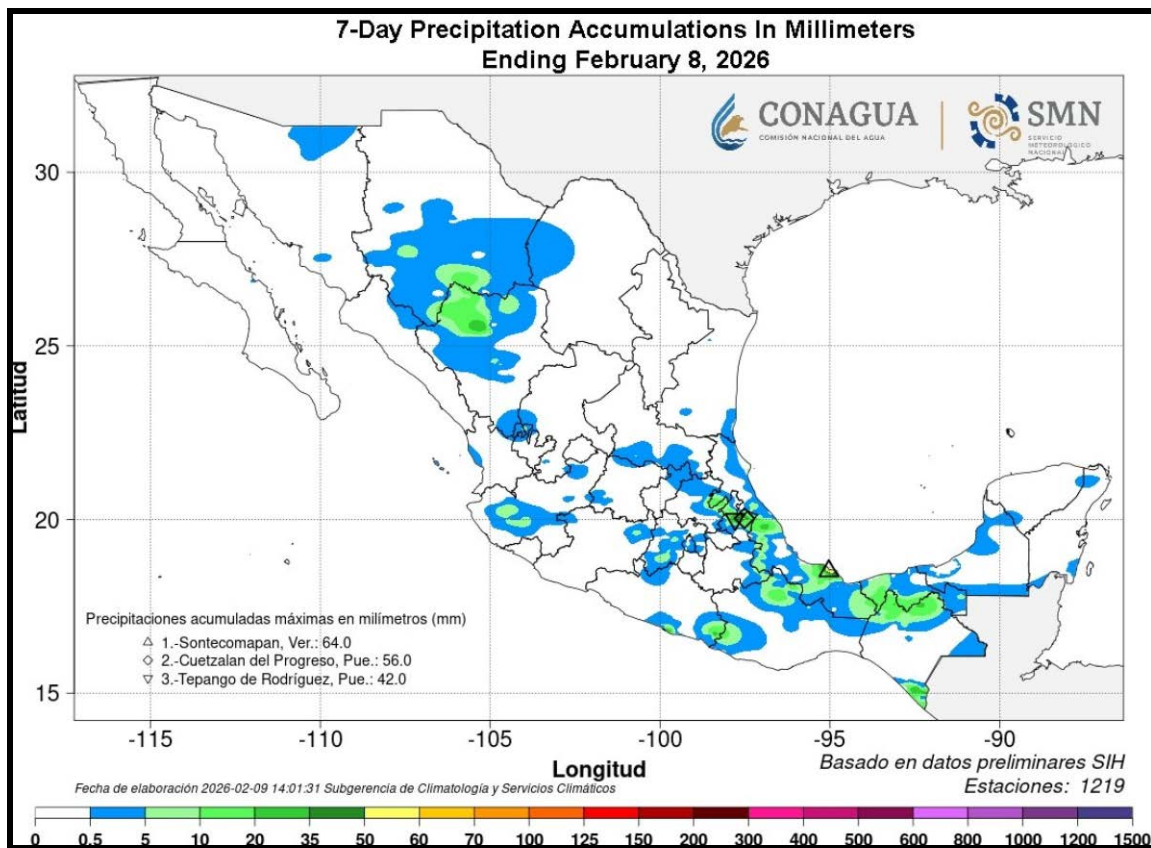 7-Day Precipitation Accumulations In Millimeters
Ending February 8, 2026
CONAGUA
COMISIÓN NACIONAL DEL AGUA
SMN
SERVICIO
METEOROLÓGICO
NACIONAL
30
25
20
15
Latitud
Precipitaciones acumuladas máximas en milímetros (mm)
1.-Sontecomapan, Ver.: 64.0
2.-Cuetzalan del Progreso, Pue.: 56.0
3.-Tepango de Rodríguez, Pue.: 42.0
-115 -110 -105 -100 -95 -90
Longitud
Basado en datos preliminares SIH
Estaciones: 1219
Fecha de elaboración 2026-02-09 14:01:31 Subgerencia de Climatología y Servicios Climáticos
0 0.5 5 10 20 35 50 60 70 100 125 150 200 300 400 500 600 800 1000 1200 1500